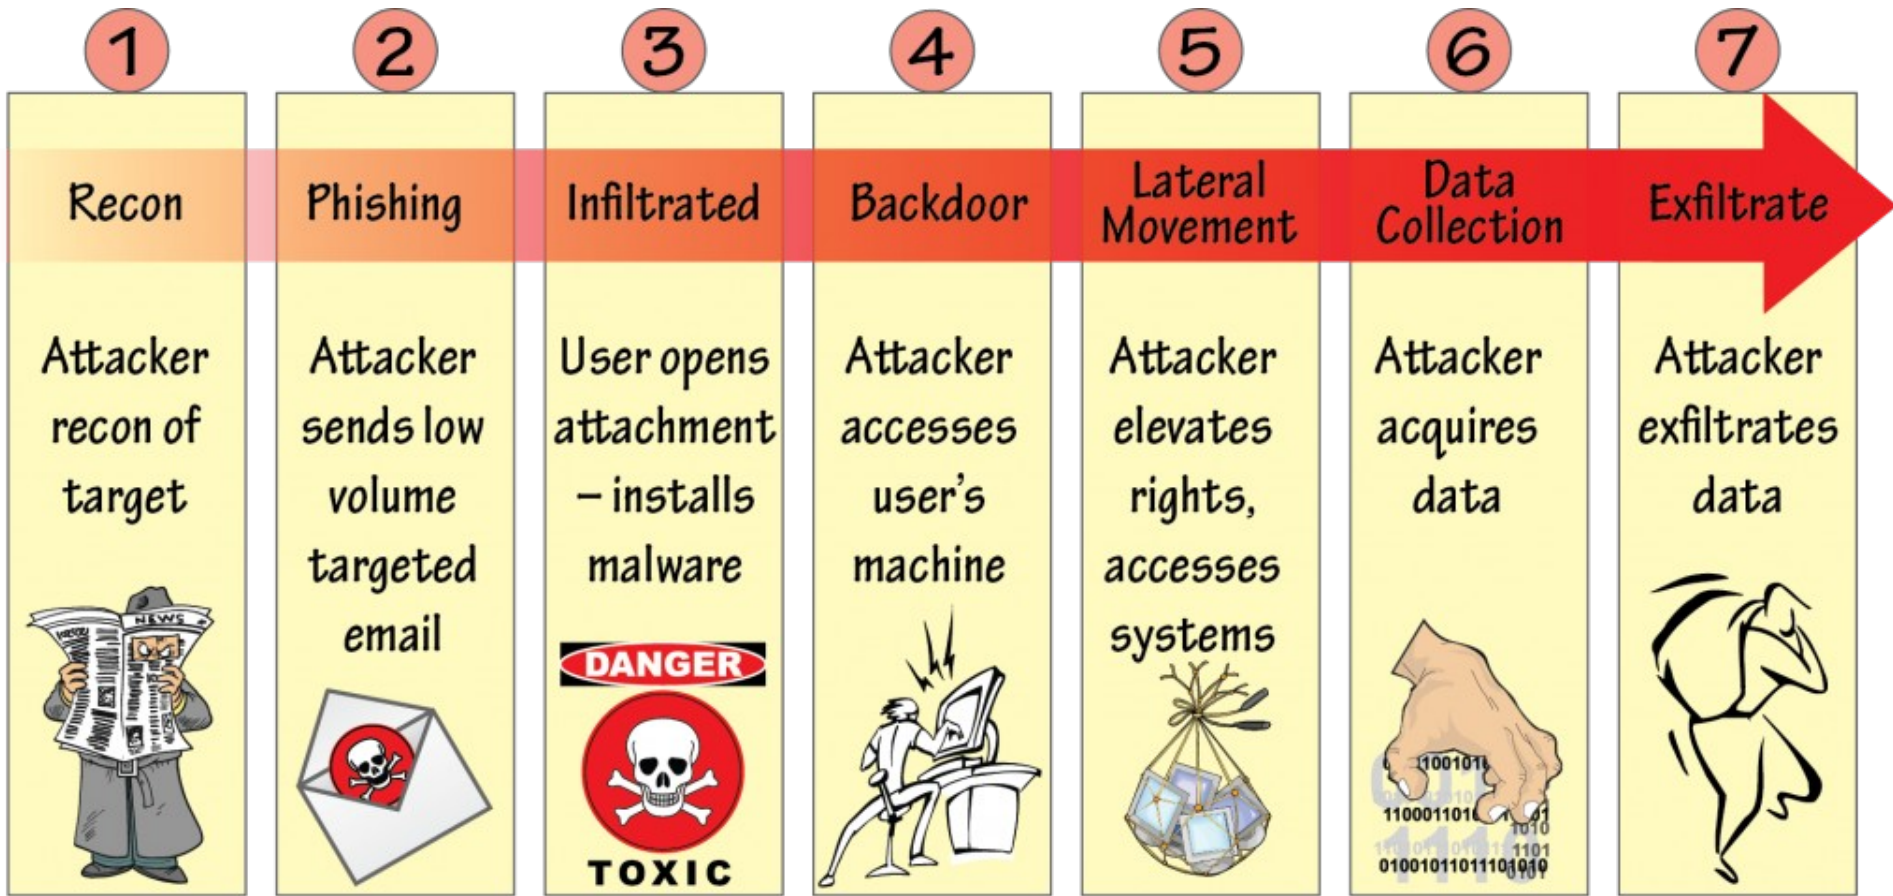 1
2
3
4
5
6
7
Recon
Phishing
Infiltrated
Backdoor
Lateral
Movement
Data
Collection
Exfiltrate
Attacker
recon of
target
Attacker
sends low
volume
targeted
email
User opens
attachment
– installs
malware
Attacker
accesses
user's
machine
Attacker
elevates
rights,
accesses
systems
Attacker
acquires
data
Attacker
exfiltrates
data
NEWS
DANGER
TOXIC
0100101101110